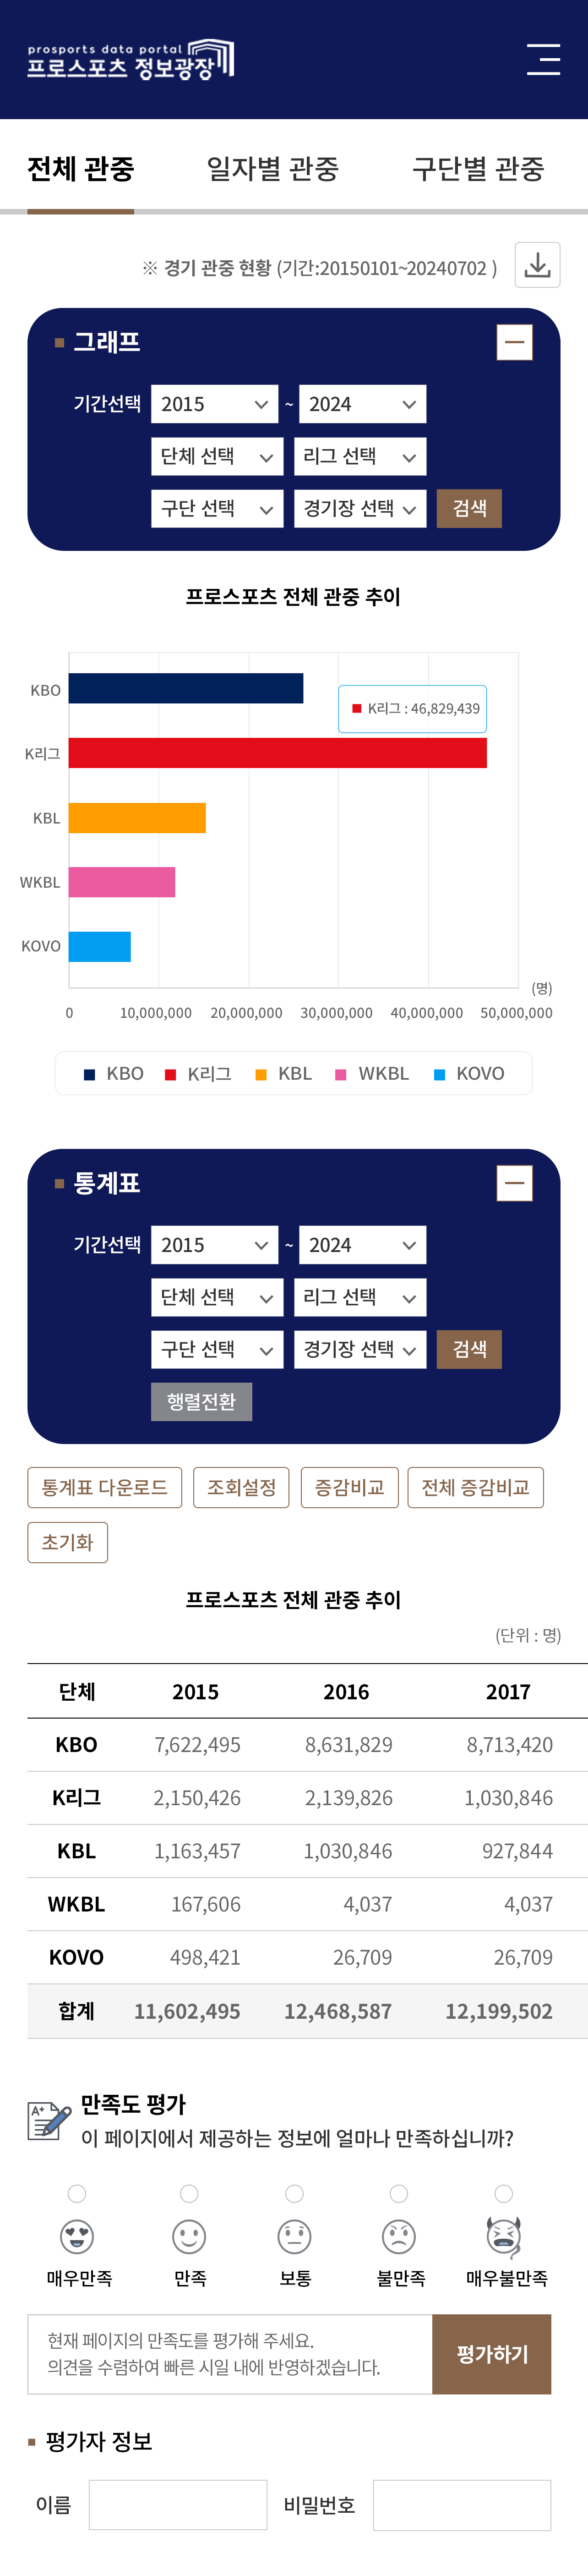 prosports data portal
프로스포츠 정보광장
전체 관중 일자별 관중 구단별 관중
※ 경기 관중 현황 (기간:20150101~20240702 )
그래프
기간선택 2015 ~ 2024
단체 선택 리그 선택
구단 선택 경기장 선택 검색
프로스포츠 전체 관중 추이
KBO
K리그 : 46,829,439
K리그
KBL
WKBL
KOVO
(명)
0 10,000,000 20,000,000 30,000,000 40,000,000 50,000,000
KBO K리그 KBL WKBL KOVO
통계표
기간선택 2015 ~ 2024
단체 선택 리그 선택
구단 선택 경기장 선택 검색
행렬전환
통계표 다운로드 조회설정 증감비교 전체 증감비교
초기화
프로스포츠 전체 관중 추이
(단위 : 명)
단체 2015 2016 2017
KBO 7,622,495 8,631,829 8,713,420
K리그 2,150,426 2,139,826 1,030,846
KBL 1,163,457 1,030,846 927,844
WKBL 167,606 4,037 4,037
KOVO 498,421 26,709 26,709
합계 11,602,495 12,468,587 12,199,502
A+
만족도 평가
이 페이지에서 제공하는 정보에 얼마나 만족하십니까?
매우만족 만족 보통 불만족 매우불만족
현재 페이지의 만족도를 평가해 주세요.
의견을 수렴하여 빠른 시일 내에 반영하겠습니다.
평가하기
평가자 정보
이름 비밀번호